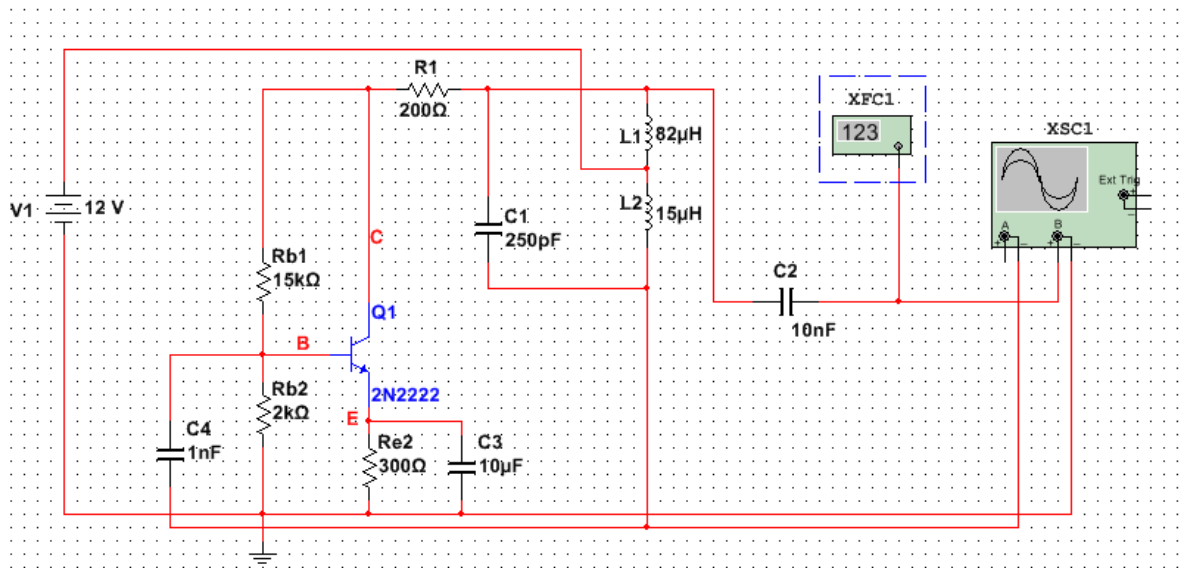 R1
200Ω
XFC1
123
XSC1
L1
82µH
Ext Trig
+
−
V1
12 V
L2
15µH
C1
250pF
A
B
+
−
+
−
C
Rb1
15kΩ
C2
10nF
Q1
B
2N2222
Rb2
2kΩ
E
C4
1nF
Re2
300Ω
C3
10µF